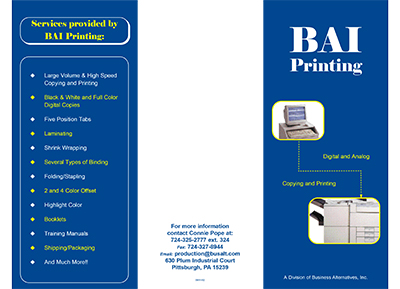 Services provided by
BAI Printing:
Large Volume & High Speed
Copying and Printing
Black & White and Full Color
Digital Copies
Five Position Tabs
Laminating
Shrink Wrapping
Several Types of Binding
Folding/Stapling
2 and 4 Color Offset
Highlight Color
Booklets
Training Manuals
Shipping/Packaging
And Much More!!
For more information
contact Connie Pope at:
724-325-2777 ext. 324
Fax: 724-327-8944
Email: production@busalt.com
630 Plum Industrial Court
Pittsburgh, PA 15239
BAI
Printing
Digital and Analog
Copying and Printing
A Division of Business Alternatives, Inc.